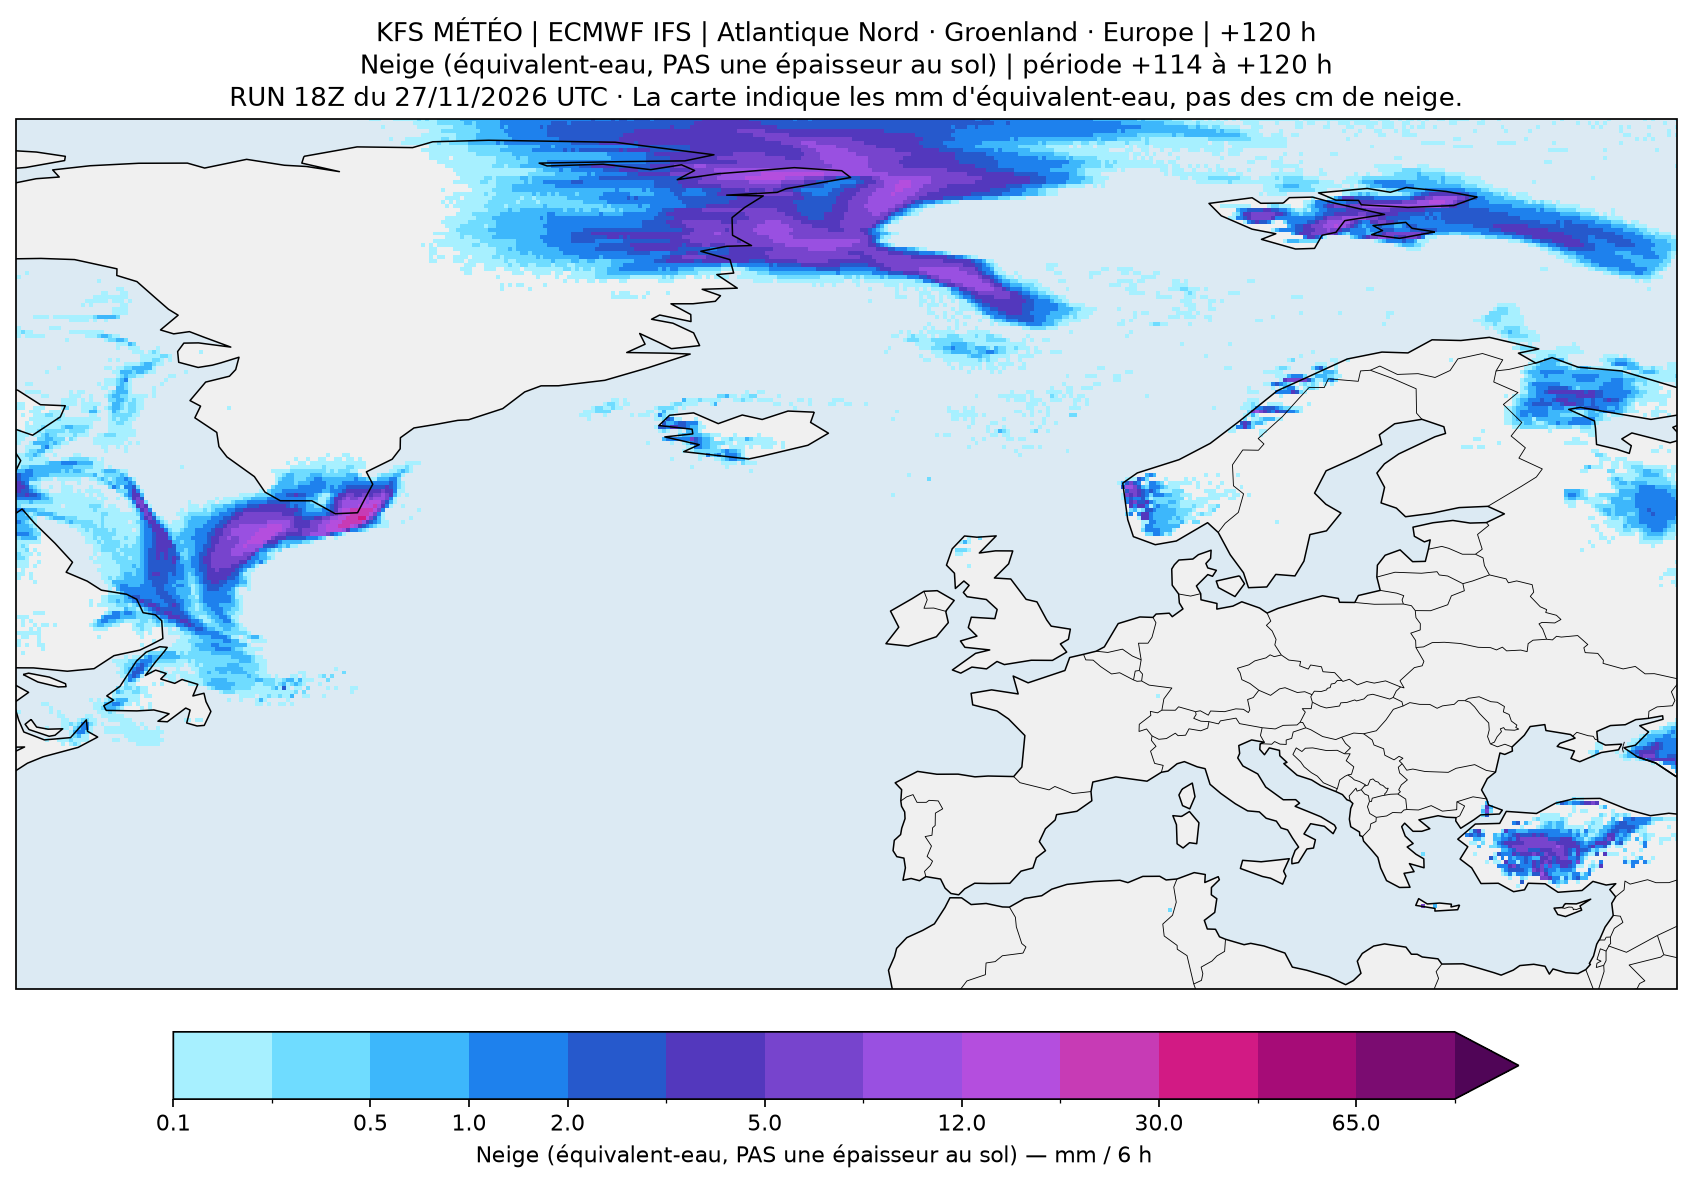 KFS MÉTÉO | ECMWF IFS | Atlantique Nord · Groenland · Europe | +120 h
Neige (équivalent-eau, PAS une épaisseur au sol) | période +114 à +120 h
RUN 18Z du 27/11/2026 UTC · La carte indique les mm d'équivalent-eau, pas des cm de neige.
0.1 0.5 1.0 2.0 5.0 12.0 30.0 65.0
Neige (équivalent-eau, PAS une épaisseur au sol) — mm / 6 h